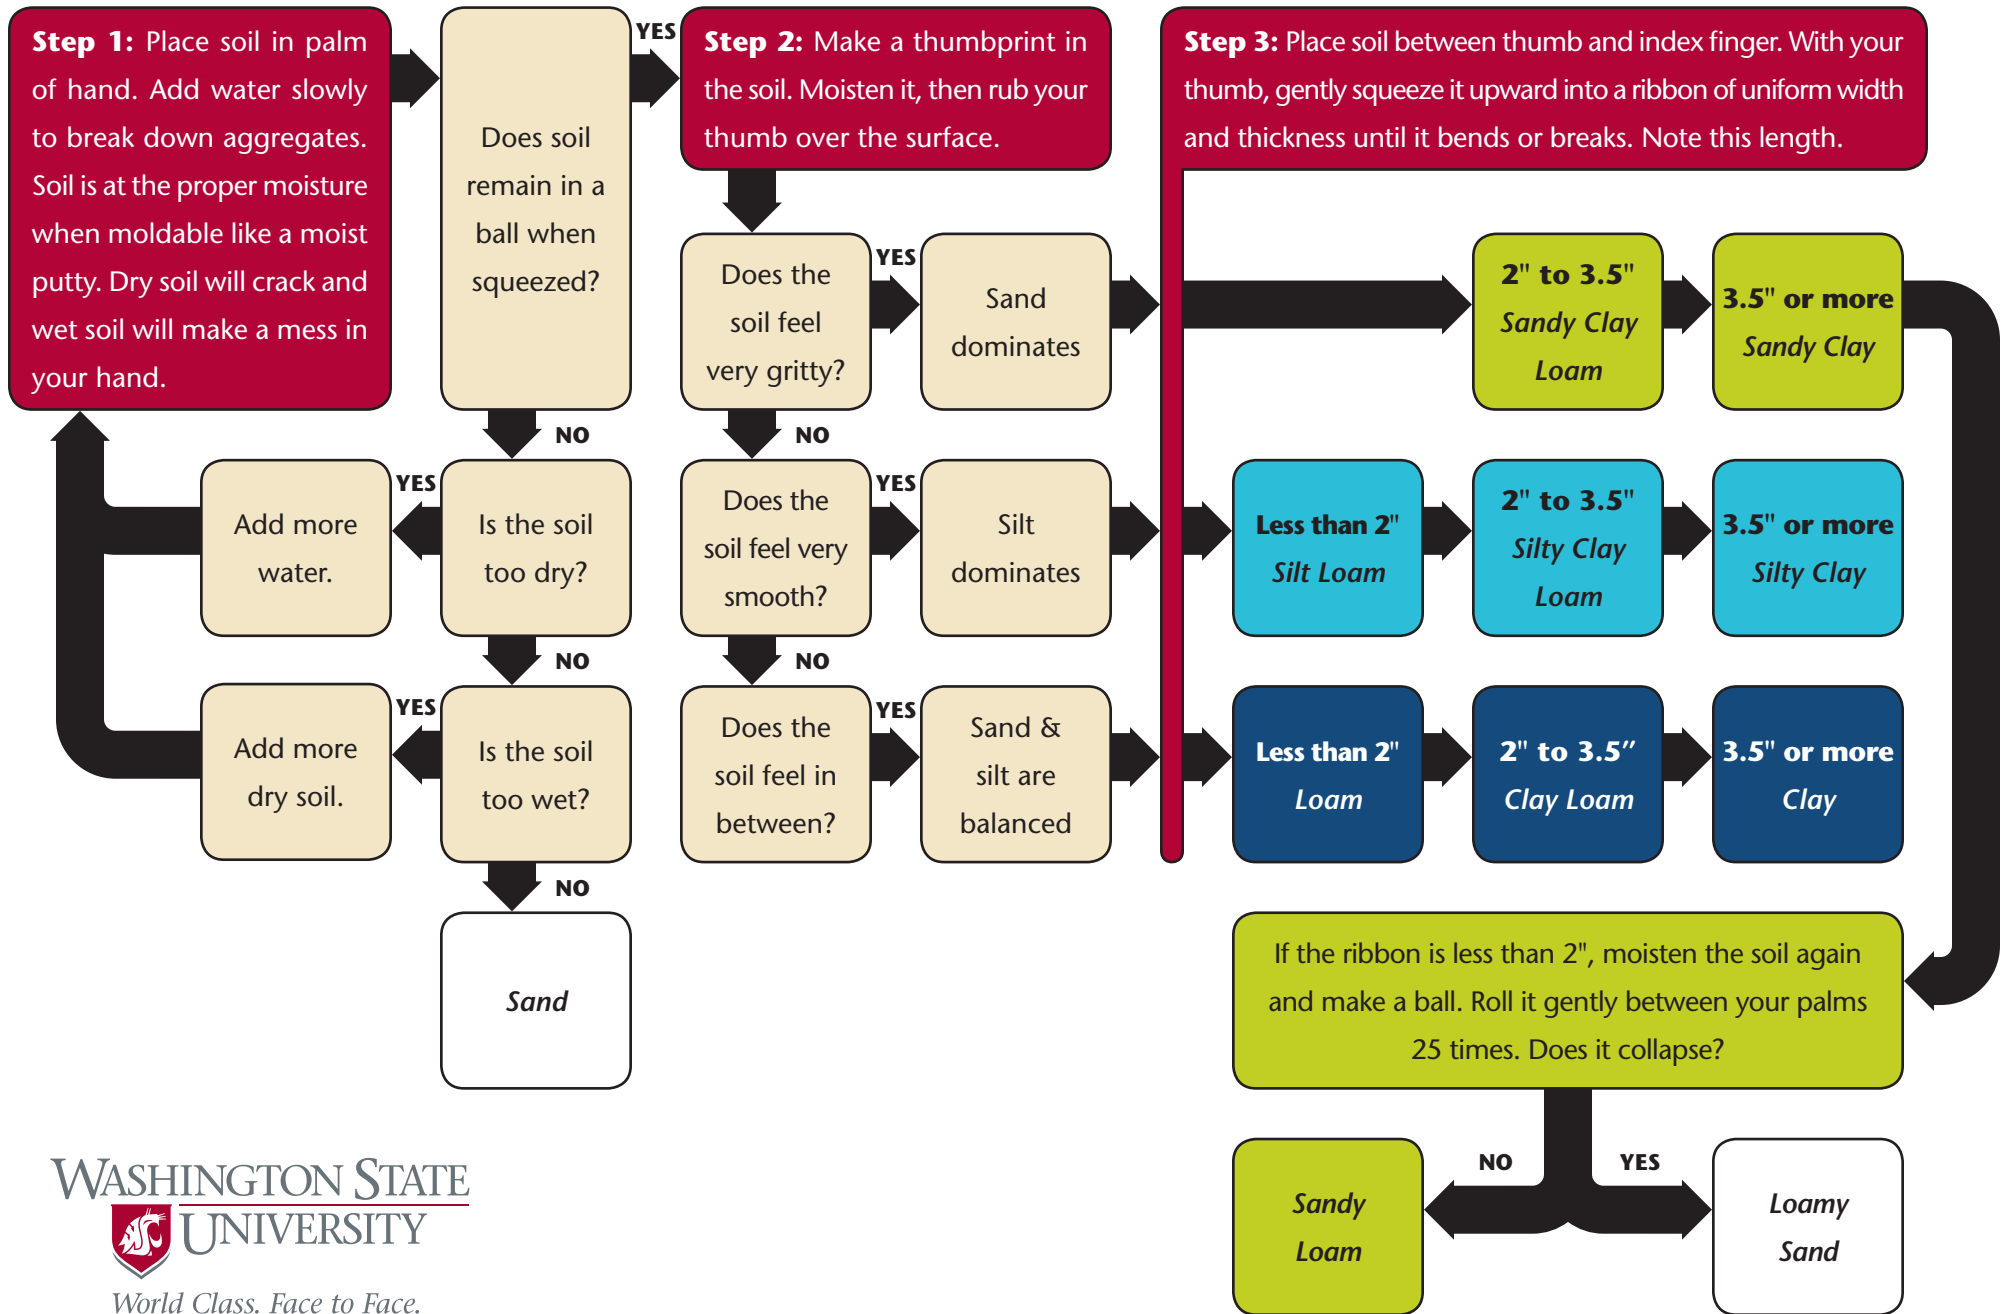 Step 1: Place soil in palm
of hand. Add water slowly
to break down aggregates.
Soil is at the proper moisture
when moldable like a moist
putty. Dry soil will crack and
wet soil will make a mess in
your hand.
Does soil
remain in a
ball when
squeezed?
YES
Step 2: Make a thumbprint in
the soil. Moisten it, then rub your
thumb over the surface.
Step 3: Place soil between thumb and index finger. With your
thumb, gently squeeze it upward into a ribbon of uniform width
and thickness until it bends or breaks. Note this length.
Does the
soil feel
very gritty?
YES
Sand
dominates
2" to 3.5"
Sandy Clay
Loam
3.5" or more
Sandy Clay
NO
NO
Add more
water.
YES
Is the soil
too dry?
Does the
soil feel very
smooth?
YES
Silt
dominates
Less than 2"
Silt Loam
2" to 3.5"
Silty Clay
Loam
3.5" or more
Silty Clay
NO
NO
Add more
dry soil.
YES
Is the soil
too wet?
Does the
soil feel in
between?
YES
Sand &
silt are
balanced
Less than 2"
Loam
2" to 3.5″
Clay Loam
3.5" or more
Clay
NO
Sand
If the ribbon is less than 2", moisten the soil again
and make a ball. Roll it gently between your palms
25 times. Does it collapse?
NO
YES
Sandy
Loam
Loamy
Sand
WASHINGTON STATE
UNIVERSITY
World Class. Face to Face.